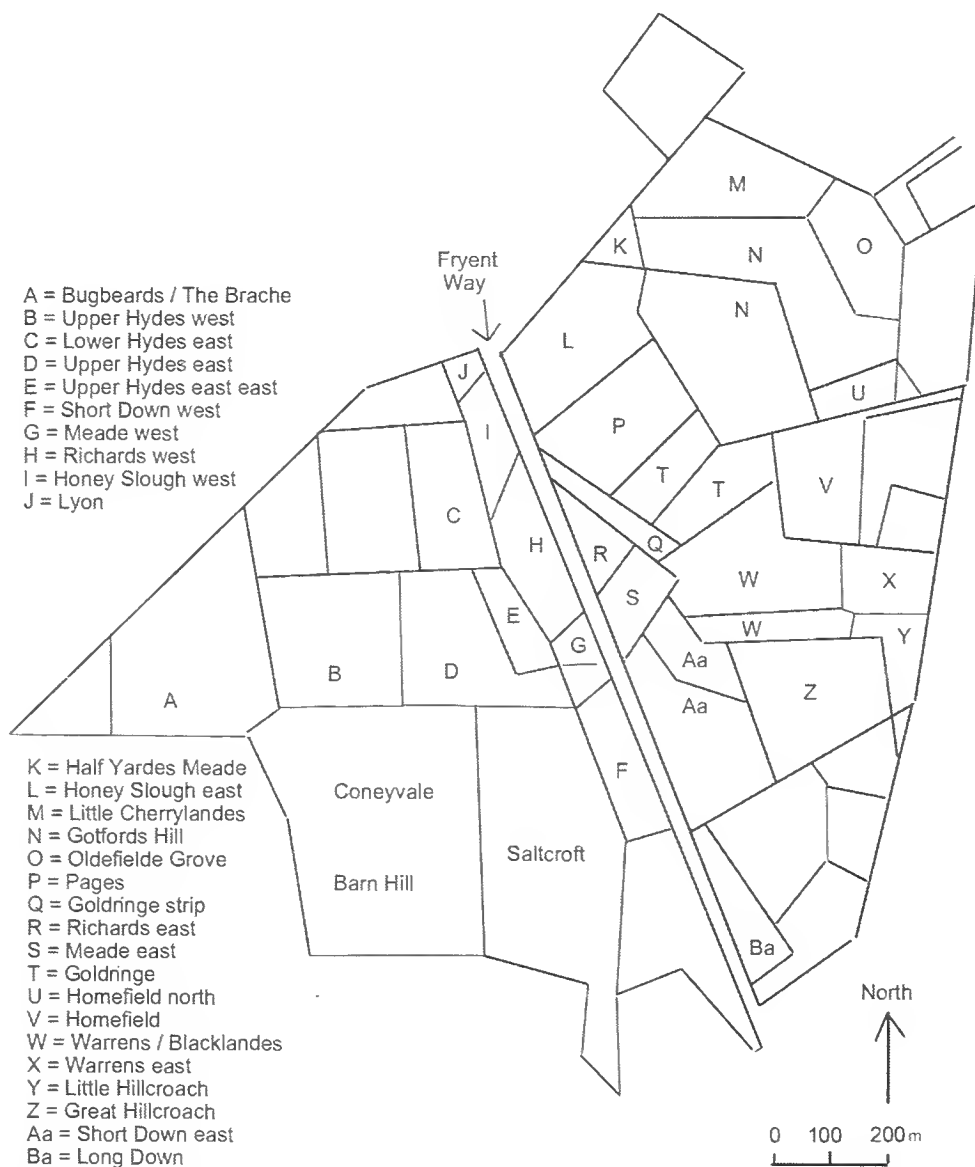 M
K
N
O
Fryent
Way
N
A = Bugbeards / The Brache
B = Upper Hydes west
C = Lower Hydes east
D = Upper Hydes east
E = Upper Hydes east east
F = Short Down west
G = Meade west
H = Richards west
I = Honey Slough west
J = Lyon
L
J
U
I
P
T
T
V
C
H
R
Q
W
X
S
E
W
Y
G
Aa
A
B
D
Z
Aa
K = Half Yardes Meade
L = Honey Slough east
M = Little Cherrylandes
N = Gotfords Hill
O = Oldefielde Grove
P = Pages
Q = Goldringe strip
R = Richards east
S = Meade east
T = Goldringe
U = Homefield north
V = Homefield
W = Warrens / Blacklandes
X = Warrens east
Y = Little Hillcroach
Z = Great Hillcroach
Aa = Short Down east
Ba = Long Down
F
Coneyvale
Saltcroft
Barn Hill
Ba
North
0 100 200 m